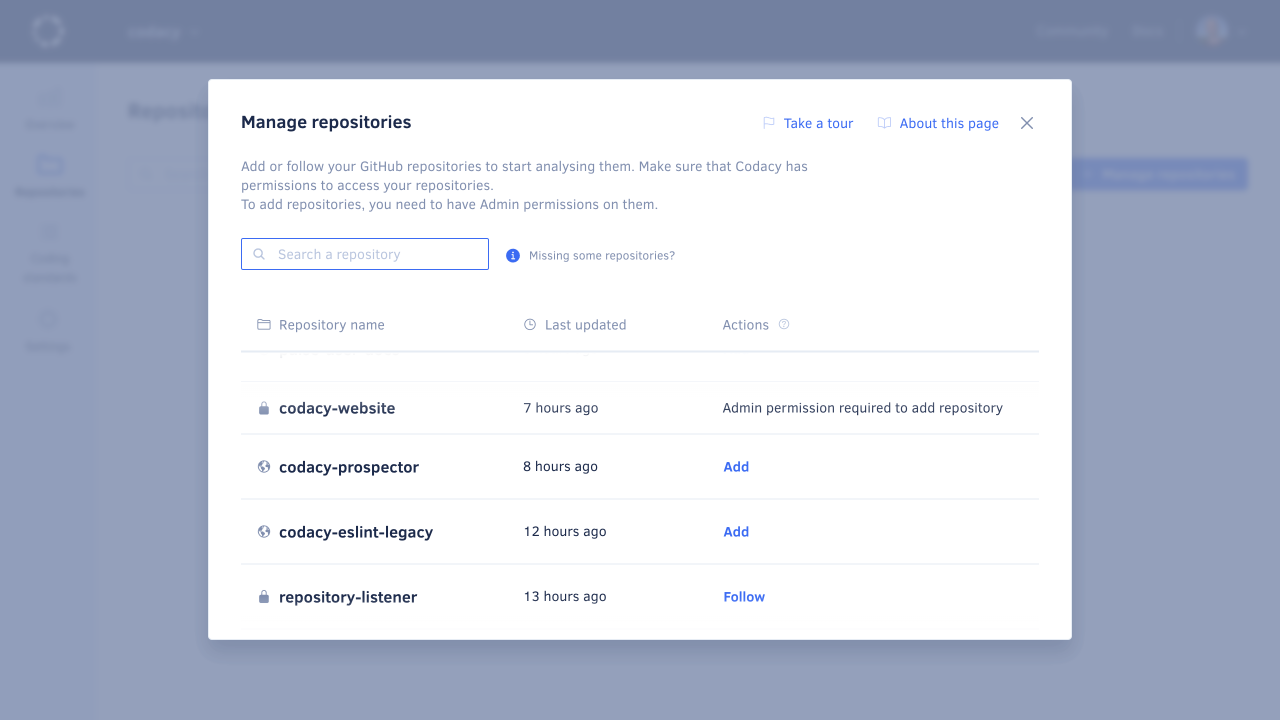 codacy
Manage repositories
Take a tour
About this page
Add or follow your GitHub repositories to start analysing them. Make sure that Codacy has
permissions to access your repositories.
To add repositories, you need to have Admin permissions on them.
Search a repository
Missing some repositories?
Repository name
Last updated
Actions
codacy-website
7 hours ago
Admin permission required to add repository
codacy-prospector
8 hours ago
Add
codacy-eslint-legacy
12 hours ago
Add
repository-listener
13 hours ago
Follow